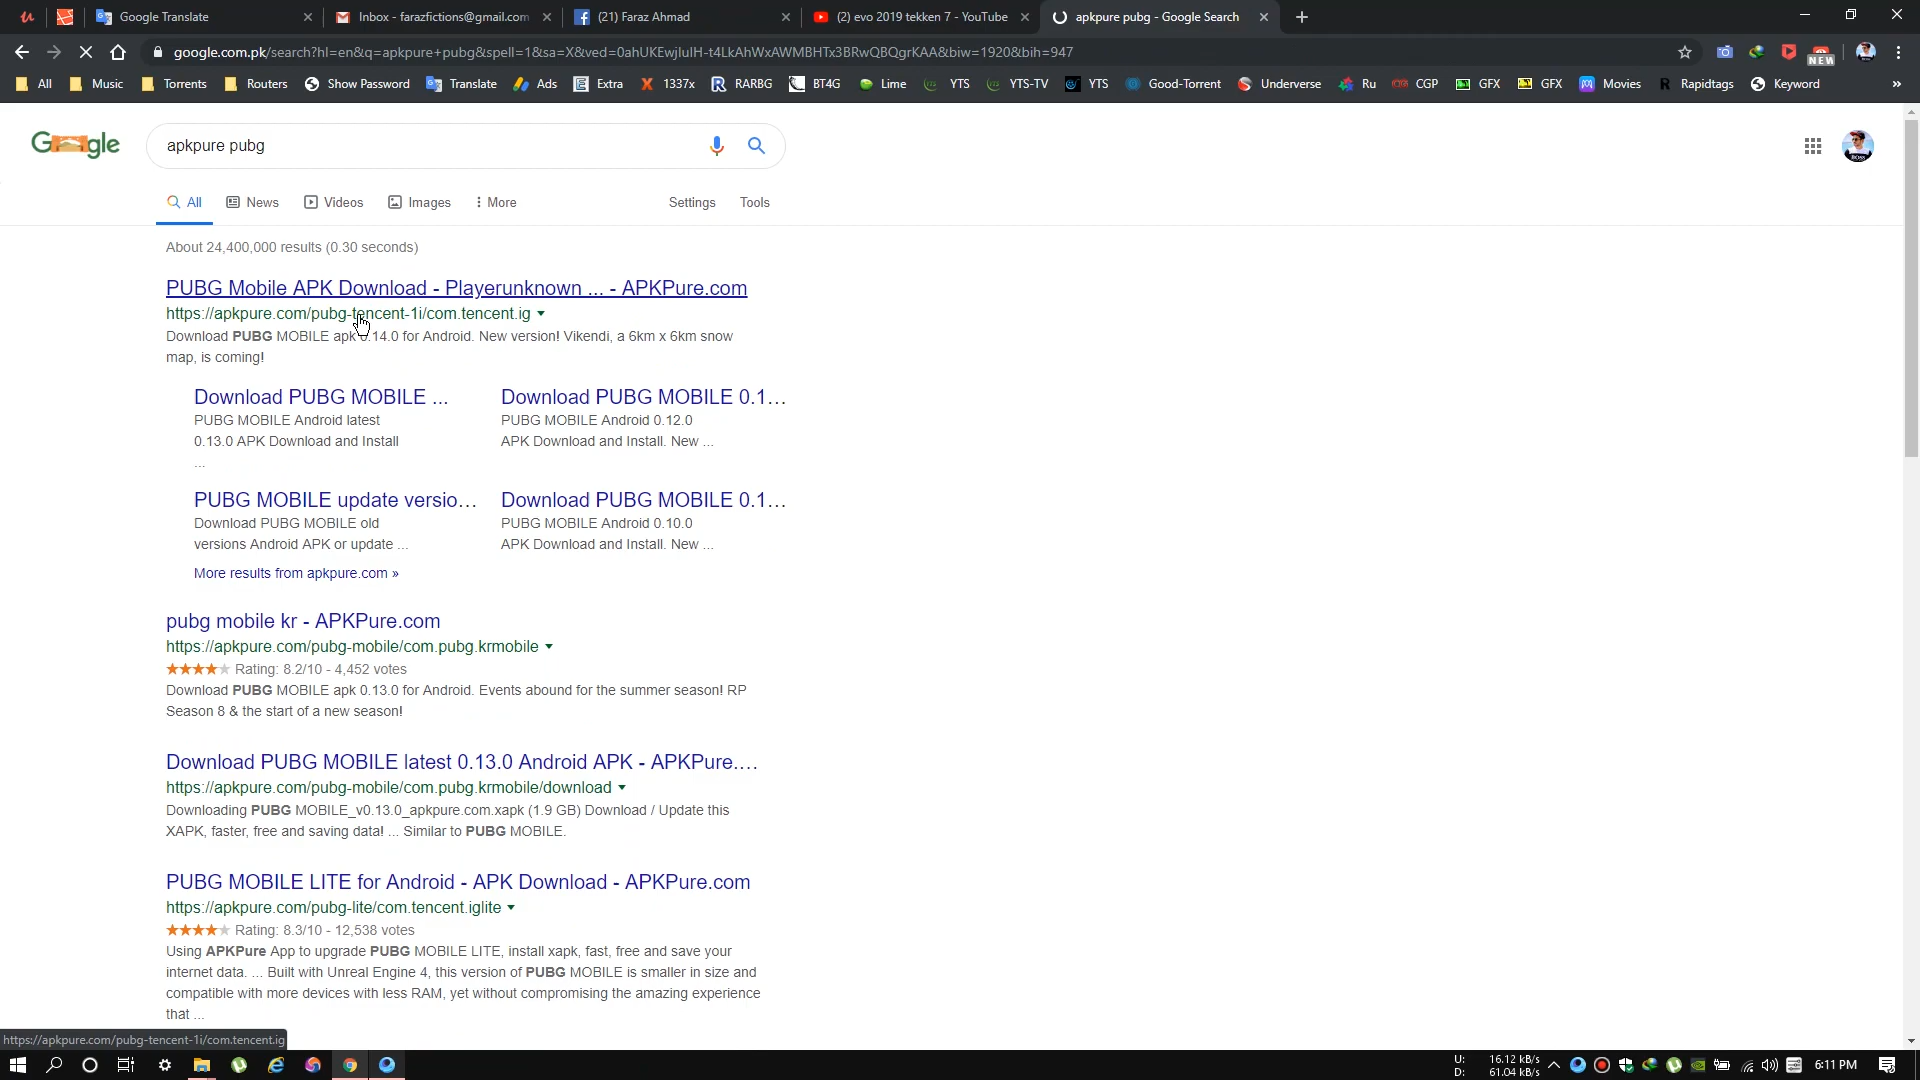 Google Translate
Inbox - farazfictions@gmail.com
(21) Faraz Ahmad
(2) evo 2019 tekken 7 - YouTube
apkpure pubg - Google Search
google.com.pk/search?hl=en&q=apkpure+pubg&spell=1&sa=X&ved=0ahUKEwjluIH-t4LkAhWxAWMBHTx3BRwQBQgrKAA&biw=1920&bih=947
NEW
All Music Torrents Routers Show Password Translate Ads Extra 1337x RARBG BT4G Lime YTS YTS-TV YTS Good-Torrent Underverse Ru CGP GFX GFX Movies Rapidtags Keyword »
apkpure pubg
All News Videos Images More Settings Tools
About 24,400,000 results (0.30 seconds)
PUBG Mobile APK Download - Playerunknown ... - APKPure.com
https://apkpure.com/pubg-tencent-1i/com.tencent.ig
Download PUBG MOBILE apk 0.14.0 for Android. New version! Vikendi, a 6km x 6km snow
map, is coming!
Download PUBG MOBILE ...
PUBG MOBILE Android latest
0.13.0 APK Download and Install
...
Download PUBG MOBILE 0.1...
PUBG MOBILE Android 0.12.0
APK Download and Install. New ...
PUBG MOBILE update versio...
Download PUBG MOBILE old
versions Android APK or update ...
Download PUBG MOBILE 0.1...
PUBG MOBILE Android 0.10.0
APK Download and Install. New ...
More results from apkpure.com »
pubg mobile kr - APKPure.com
https://apkpure.com/pubg-mobile/com.pubg.krmobile
Rating: 8.2/10 - 4,452 votes
Download PUBG MOBILE apk 0.13.0 for Android. Events abound for the summer season! RP
Season 8 & the start of a new season!
Download PUBG MOBILE latest 0.13.0 Android APK - APKPure....
https://apkpure.com/pubg-mobile/com.pubg.krmobile/download
Downloading PUBG MOBILE_v0.13.0_apkpure.com.xapk (1.9 GB) Download / Update this
XAPK, faster, free and saving data! ... Similar to PUBG MOBILE.
PUBG MOBILE LITE for Android - APK Download - APKPure.com
https://apkpure.com/pubg-lite/com.tencent.iglite
Rating: 8.3/10 - 12,538 votes
Using APKPure App to upgrade PUBG MOBILE LITE, install xapk, fast, free and save your
internet data. ... Built with Unreal Engine 4, this version of PUBG MOBILE is smaller in size and
compatible with more devices with less RAM, yet without compromising the amazing experience
that ...
https://apkpure.com/pubg-tencent-1i/com.tencent.ig
U: 16.12 kB/s
D: 61.04 kB/s
6:11 PM